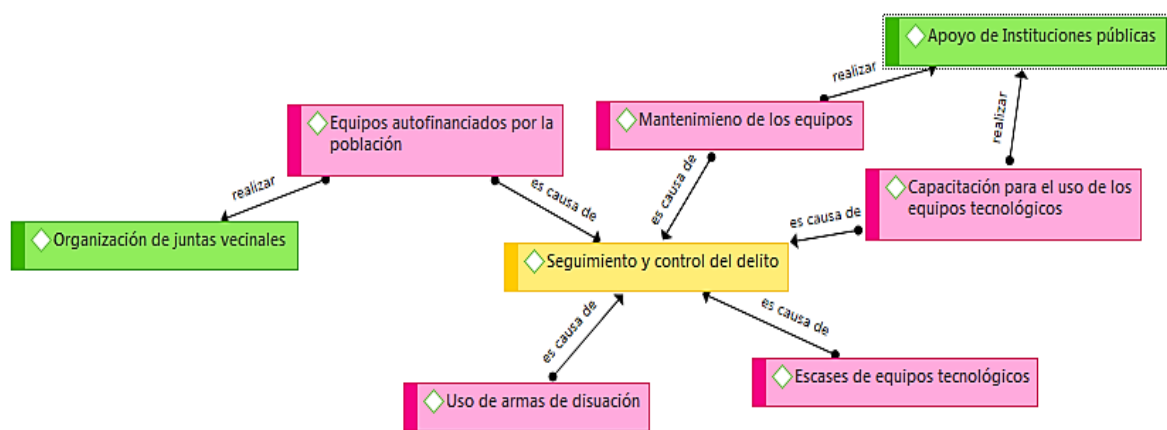 Apoyo de Instituciones públicas
realizar
Mantenimieno de los equipos
realizar
Equipos autofinanciados por la
población
realizar
es causa de
es causa de
Capacitación para el uso de los
equipos tecnológicos
es causa de
Organización de juntas vecinales
Seguimiento y control del delito
es causa de
es causa de
Escases de equipos tecnológicos
Uso de armas de disuación